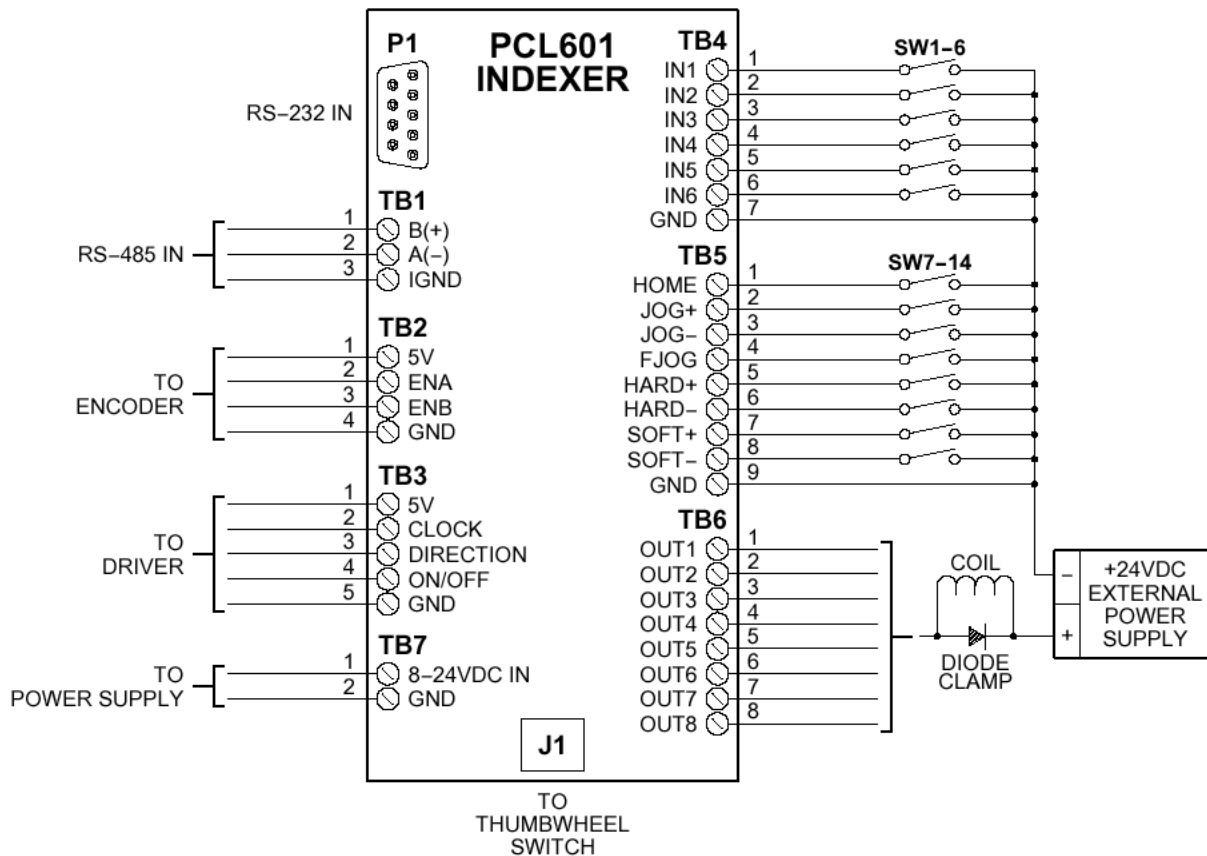 PCL601
INDEXER
P1
RS-232 IN
TB1
RS-485 IN
1 B(+)
2 A(-)
3 IGND
TB2
TO
ENCODER
1 5V
2 ENA
3 ENB
4 GND
TB3
TO
DRIVER
1 5V
2 CLOCK
3 DIRECTION
4 ON/OFF
5 GND
TB7
TO
POWER SUPPLY
1 8-24VDC IN
2 GND
J1
TO
THUMBWHEEL
SWITCH
TB4
SW1-6
IN1 1
IN2 2
IN3 3
IN4 4
IN5 5
IN6 6
GND 7
TB5
SW7-14
HOME 1
JOG+ 2
JOG- 3
FJOG 4
HARD+ 5
HARD- 6
SOFT+ 7
SOFT- 8
GND 9
TB6
OUT1 1
OUT2 2
OUT3 3
OUT4 4
OUT5 5
OUT6 6
OUT7 7
OUT8 8
COIL
DIODE
CLAMP
-
+
+24VDC
EXTERNAL
POWER
SUPPLY